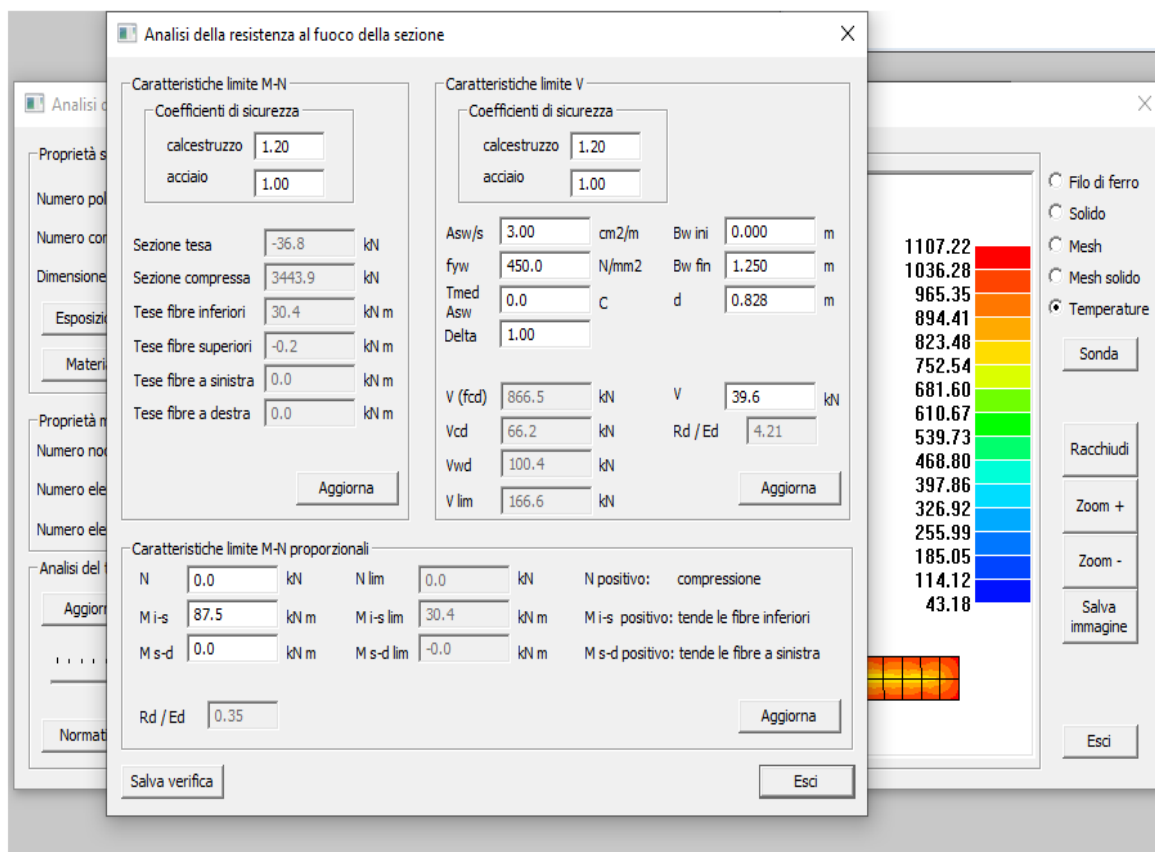 Analisi della resistenza al fuoco della sezione
Caratteristiche limite M-N
Coefficienti di sicurezza
calcestruzzo 1.20
acciaio 1.00
Sezione tesa -36.8 kN
Sezione compressa 3443.9 kN
Tese fibre inferiori 30.4 kN m
Tese fibre superiori -0.2 kN m
Tese fibre a sinistra 0.0 kN m
Tese fibre a destra 0.0 kN m
Aggiorna
Caratteristiche limite V
Coefficienti di sicurezza
calcestruzzo 1.20
acciaio 1.00
Asw/s 3.00 cm2/m Bw ini 0.000 m
fyw 450.0 N/mm2 Bw fin 1.250 m
Tmed Asw 0.0 C d 0.828 m
Delta 1.00
V (fcd) 866.5 kN V 39.6 kN
Vcd 66.2 kN Rd / Ed 4.21
Vwd 100.4 kN
V lim 166.6 kN
Aggiorna
Caratteristiche limite M-N proporzionali
N 0.0 kN N lim 0.0 kN N positivo: compressione
M i-s 87.5 kN m M i-s lim 30.4 kN m M i-s positivo: tende le fibre inferiori
M s-d 0.0 kN m M s-d lim -0.0 kN m M s-d positivo: tende le fibre a sinistra
Rd / Ed 0.35
Aggiorna
Salva verifica
Esci
Analisi
Proprietà
Numero
Numero
Dimensione
Proprietà
Numero
Numero
Numero
Analisi del
1107.22
1036.28
965.35
894.41
823.48
752.54
681.60
610.67
539.73
468.80
397.86
326.92
255.99
185.05
114.12
43.18
Filo di ferro
Solido
Mesh
Mesh solido
Temperature
Sonda
Racchiudi
Zoom +
Zoom -
Salva
immagine
Esci